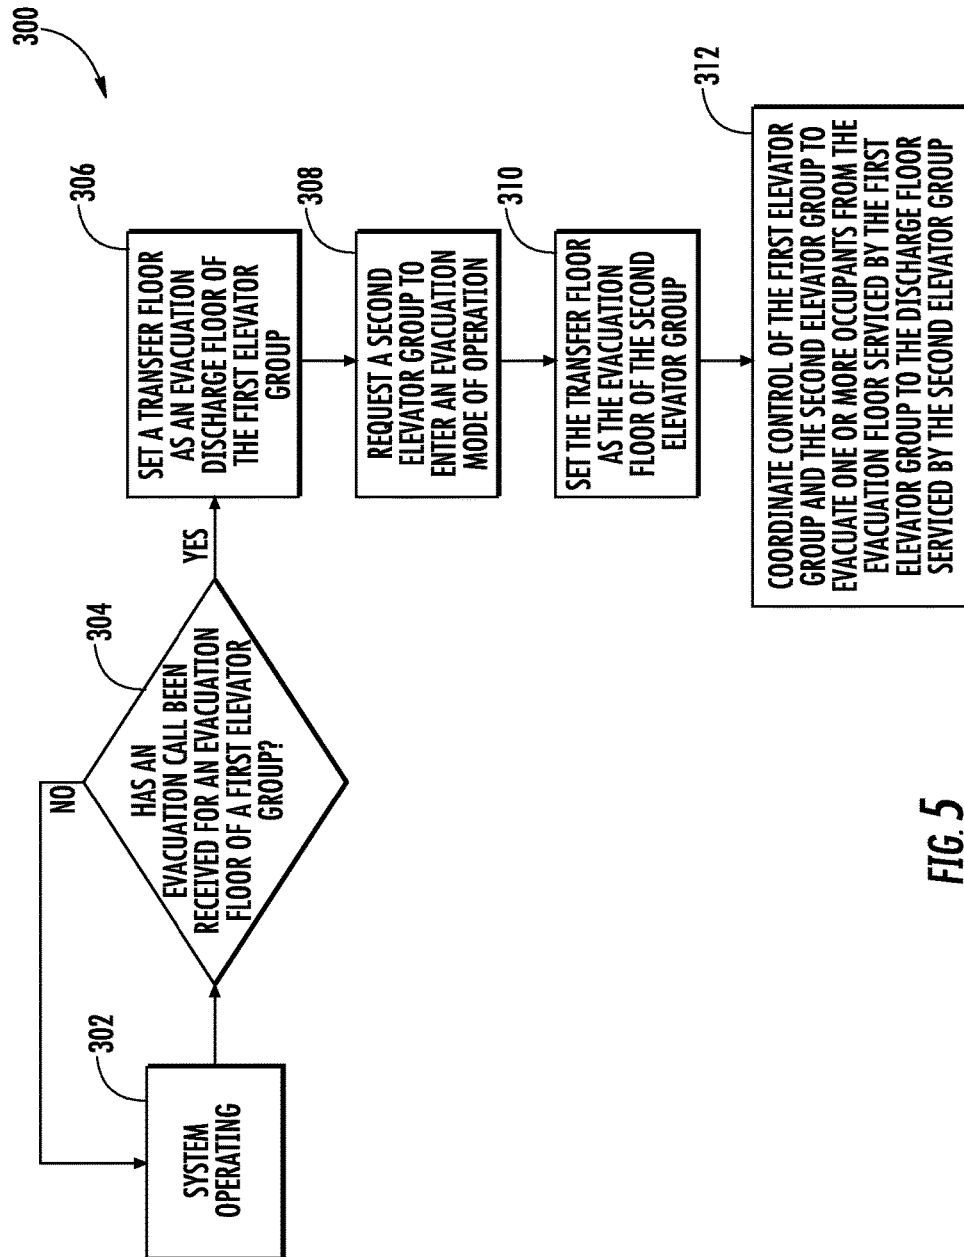 300
302
SYSTEM
OPERATING
304
HAS AN
EVACUATION CALL BEEN
RECEIVED FOR AN EVACUATION
FLOOR OF A FIRST ELEVATOR
GROUP?
NO
YES
306
SET A TRANSFER FLOOR
AS AN EVACUATION
DISCHARGE FLOOR OF
THE FIRST ELEVATOR
GROUP
308
REQUEST A SECOND
ELEVATOR GROUP TO
ENTER AN EVACUATION
MODE OF OPERATION
310
SET THE TRANSFER FLOOR
AS THE EVACUATION
FLOOR OF THE SECOND
ELEVATOR GROUP
312
COORDINATE CONTROL OF THE FIRST ELEVATOR
GROUP AND THE SECOND ELEVATOR GROUP TO
EVACUATE ONE OR MORE OCCUPANTS FROM THE
EVACUATION FLOOR SERVICED BY THE FIRST
ELEVATOR GROUP TO THE DISCHARGE FLOOR
SERVICED BY THE SECOND ELEVATOR GROUP
FIG. 5